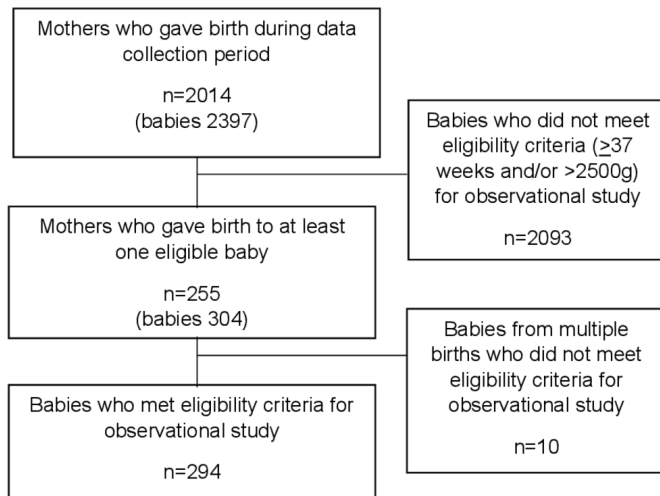 Mothers who gave birth during data
collection period
n=2014
(babies 2397)
Babies who did not meet
eligibility criteria (≥37
weeks and/or >2500g)
for observational study
n=2093
Mothers who gave birth to at least
one eligible baby
n=255
(babies 304)
Babies from multiple
births who did not meet
eligibility criteria for
observational study
n=10
Babies who met eligibility criteria for
observational study
n=294